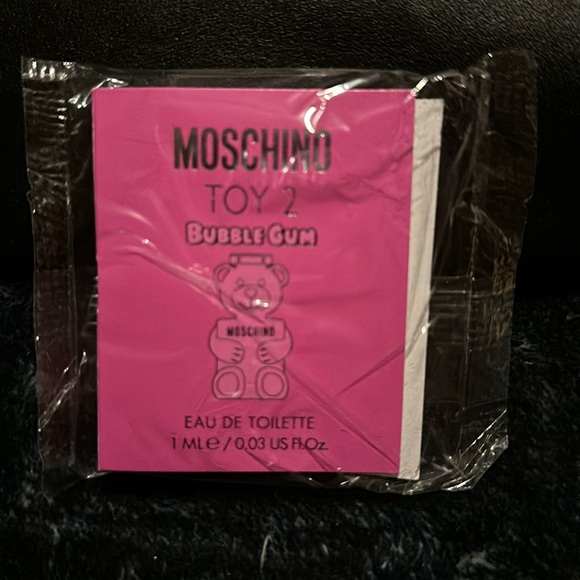 MOSCHINO
TOY 2
BUBBLE GUM
MOSCHINO
EAU DE TOILETTE
1 ML℮ / 0.03 US Fl.Oz.